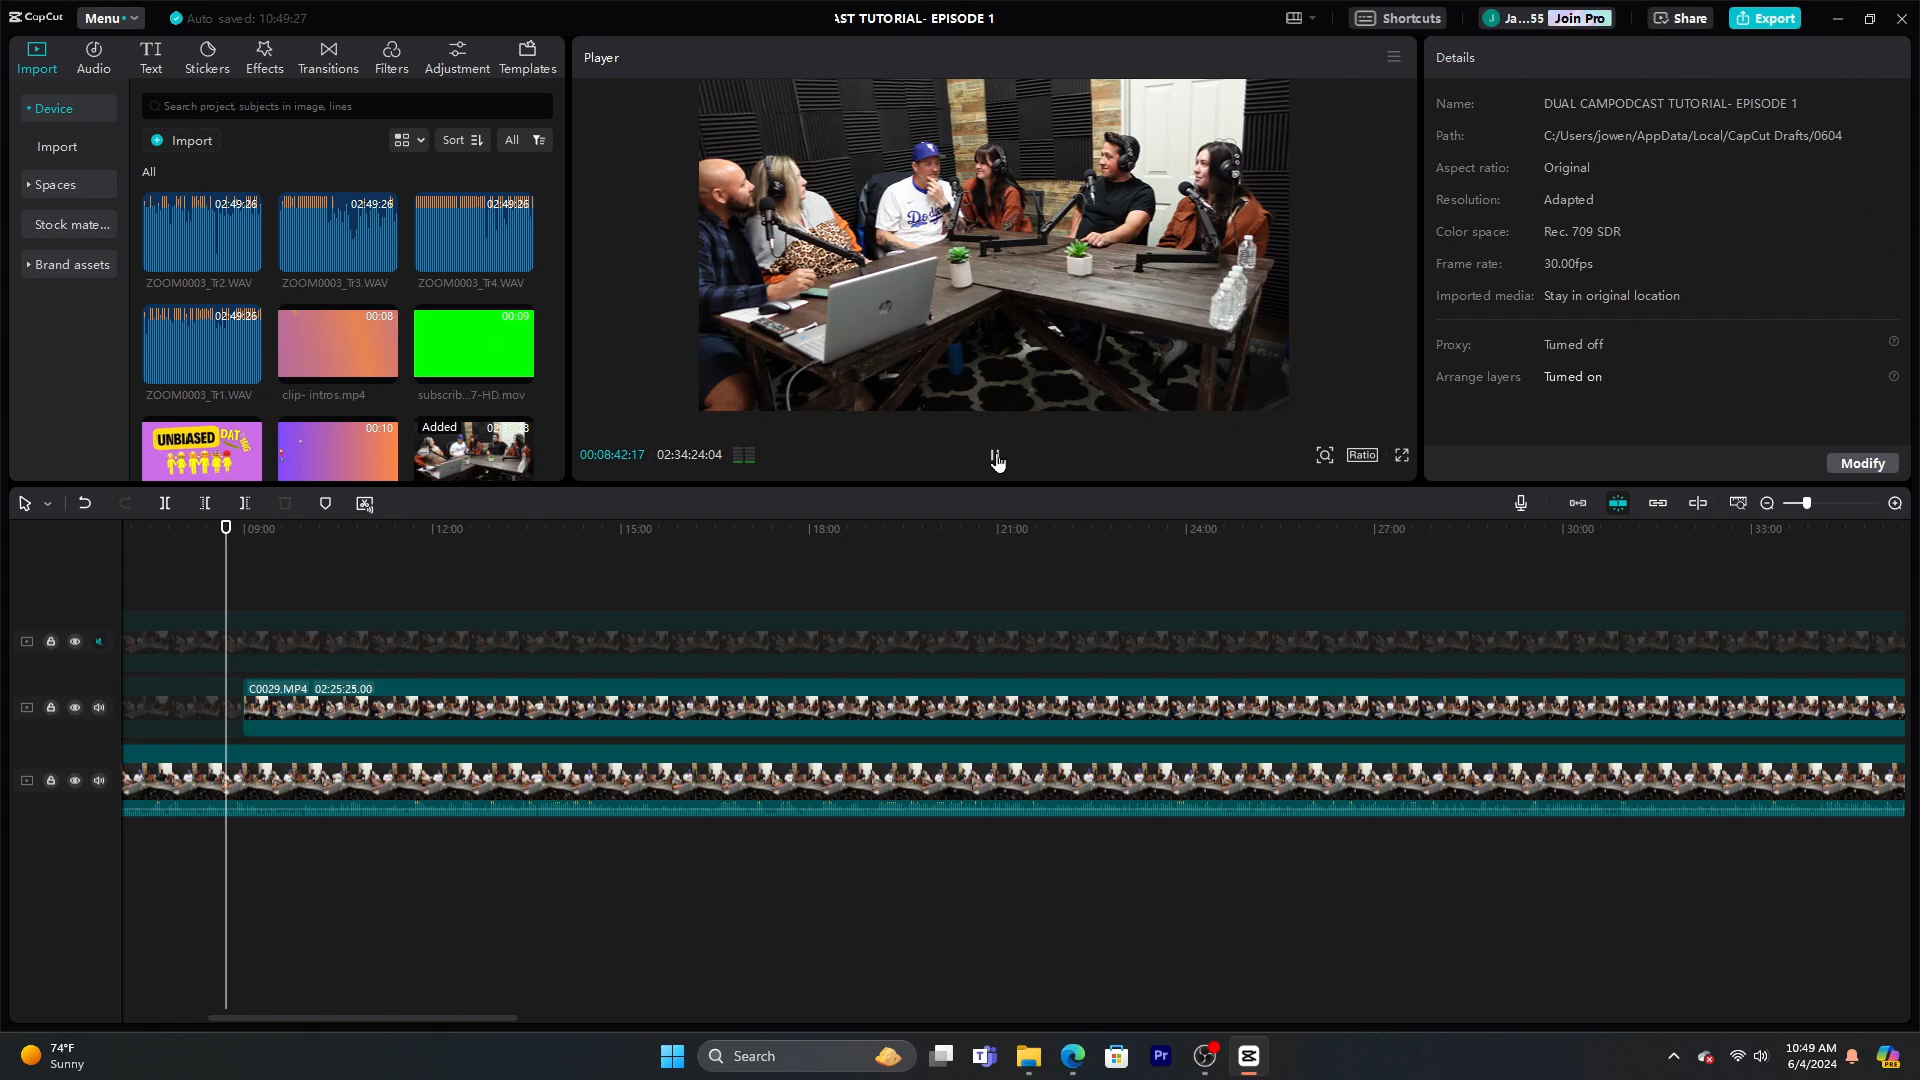 CapCut Menu Auto saved: 10:49:27 AST TUTORIAL- EPISODE 1 Shortcuts J Ja...55 Join Pro Share Export
Import Audio Text Stickers Effects Transitions Filters Adjustment Templates
Player
Details
Device
Import
Spaces
Stock mate...
Brand assets
Search project, subjects in image, lines
Import Sort All
All
02:49:26 02:49:26 02:49:26
ZOOM0003_Tr2.WAV ZOOM0003_Tr3.WAV ZOOM0003_Tr4.WAV
02:49:26 00:08 00:09
ZOOM0003_Tr1.WAV clip- intros.mp4 subscrib...7-HD.mov
UNBIASED 00:10 Added
Dod
hp
00:08:42:17 02:34:24:04 Ratio
Name: DUAL CAMPODCAST TUTORIAL- EPISODE 1
Path: C:/Users/jowen/AppData/Local/CapCut Drafts/0604
Aspect ratio: Original
Resolution: Adapted
Color space: Rec. 709 SDR
Frame rate: 30.00fps
Imported media: Stay in original location
Proxy: Turned off
Arrange layers Turned on
Modify
09:00 12:00 15:00 18:00 21:00 24:00 27:00 30:00 33:00
C0029.MP4 02:25:25.00
74°F
Sunny
Search
Pr
10:49 AM
6/4/2024
PRE